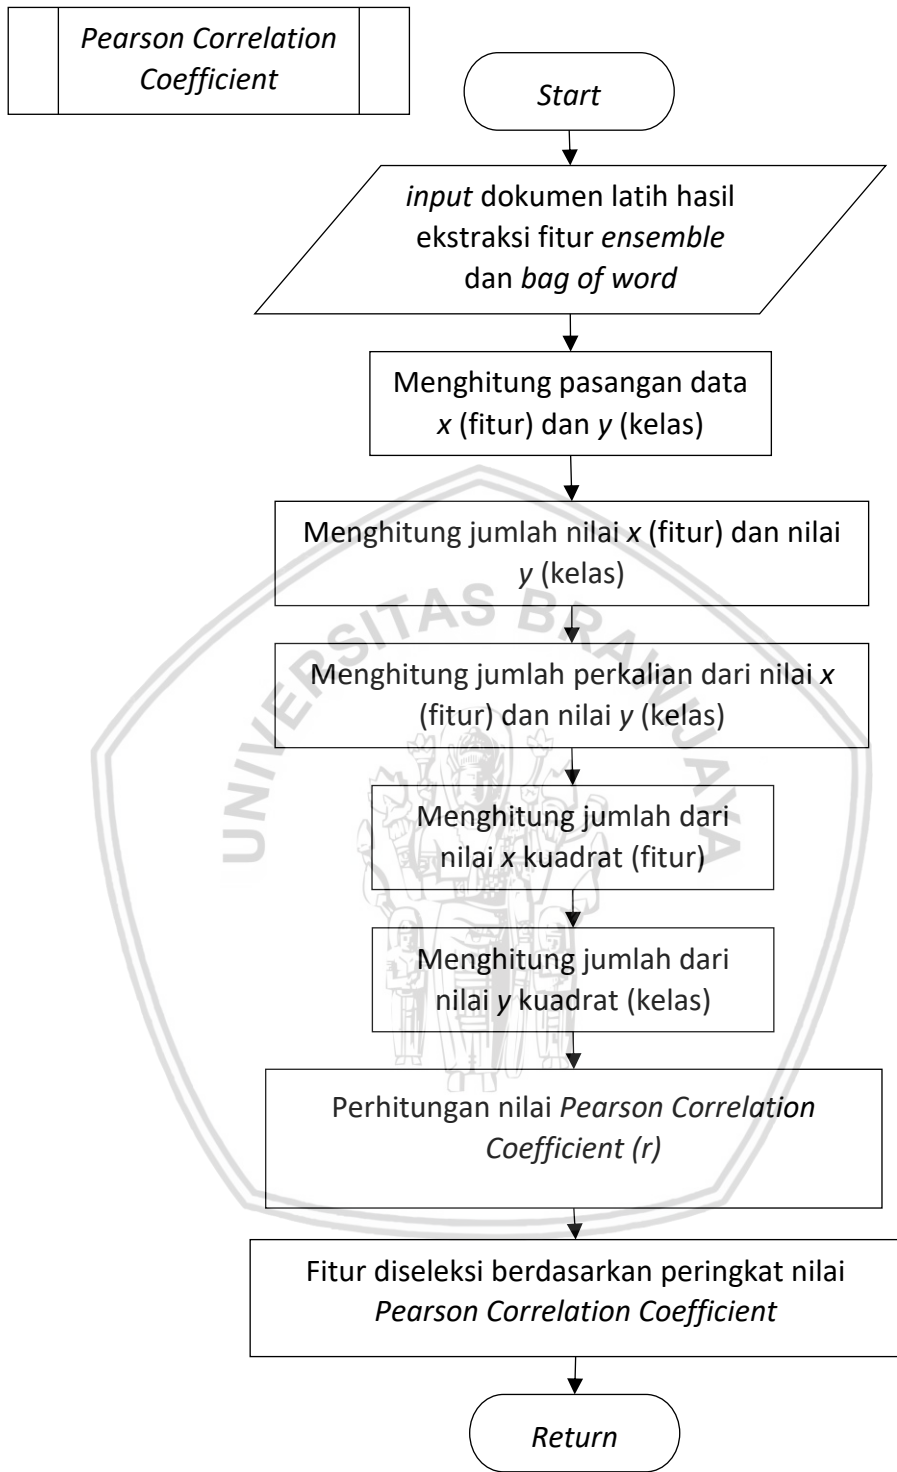 Pearson Correlation
Coefficient
Start
input dokumen latih hasil
ekstraksi fitur ensemble
dan bag of word
Menghitung pasangan data
x (fitur) dan y (kelas)
Menghitung jumlah nilai x (fitur) dan nilai
y (kelas)
Menghitung jumlah perkalian dari nilai x
(fitur) dan nilai y (kelas)
Menghitung jumlah dari
nilai x kuadrat (fitur)
Menghitung jumlah dari
nilai y kuadrat (kelas)
Perhitungan nilai Pearson Correlation
Coefficient (r)
Fitur diseleksi berdasarkan peringkat nilai
Pearson Correlation Coefficient
Return
UNIVERSITAS BRAWIJAYA